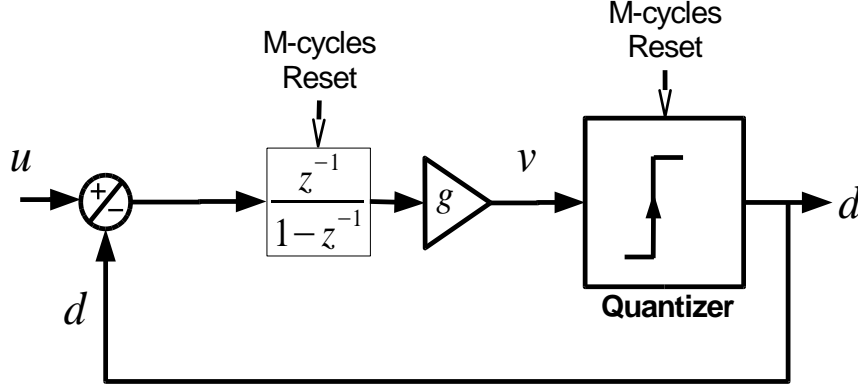 M-cycles
Reset
M-cycles
Reset
u
+
−
z⁻¹
1−z⁻¹
g
v
d
Quantizer
d